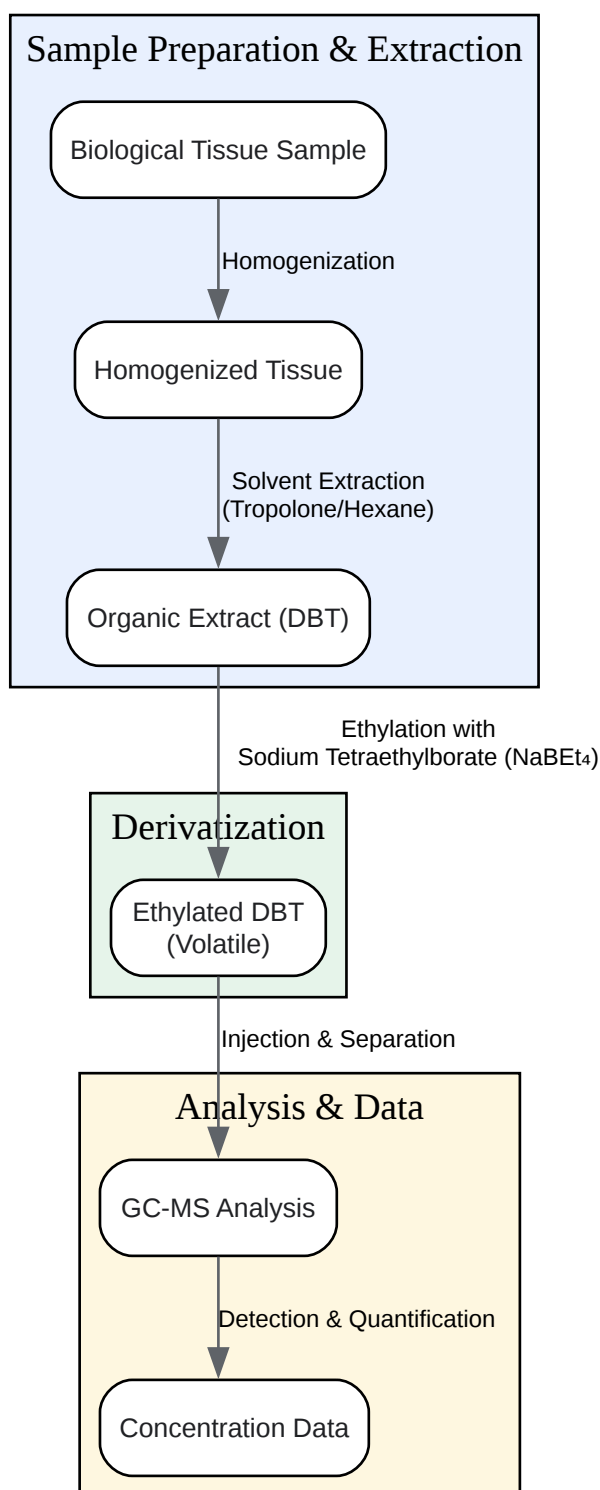 Sample Preparation & Extraction
Biological Tissue Sample
Homogenization
Homogenized Tissue
Solvent Extraction
(Tropolone/Hexane)
Organic Extract (DBT)
Ethylation with
Sodium Tetraethylborate (NaBEt₄)
Derivatization
Ethylated DBT
(Volatile)
Injection & Separation
Analysis & Data
GC-MS Analysis
Detection & Quantification
Concentration Data